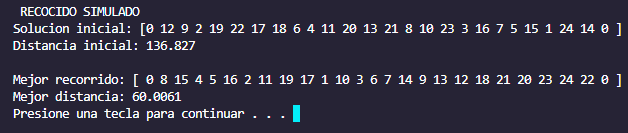 RECOCIDO SIMULADO
Solucion inicial: [0 12 9 2 19 22 17 18 6 4 11 20 13 21 8 10 23 3 16 7 5 15 1 24 14 0 ]
Distancia inicial: 136.827
Mejor recorrido: [ 0 8 15 4 5 16 2 11 19 17 1 10 3 6 7 14 9 13 12 18 21 20 23 24 22 0 ]
Mejor distancia: 60.0061
Presione una tecla para continuar . . .